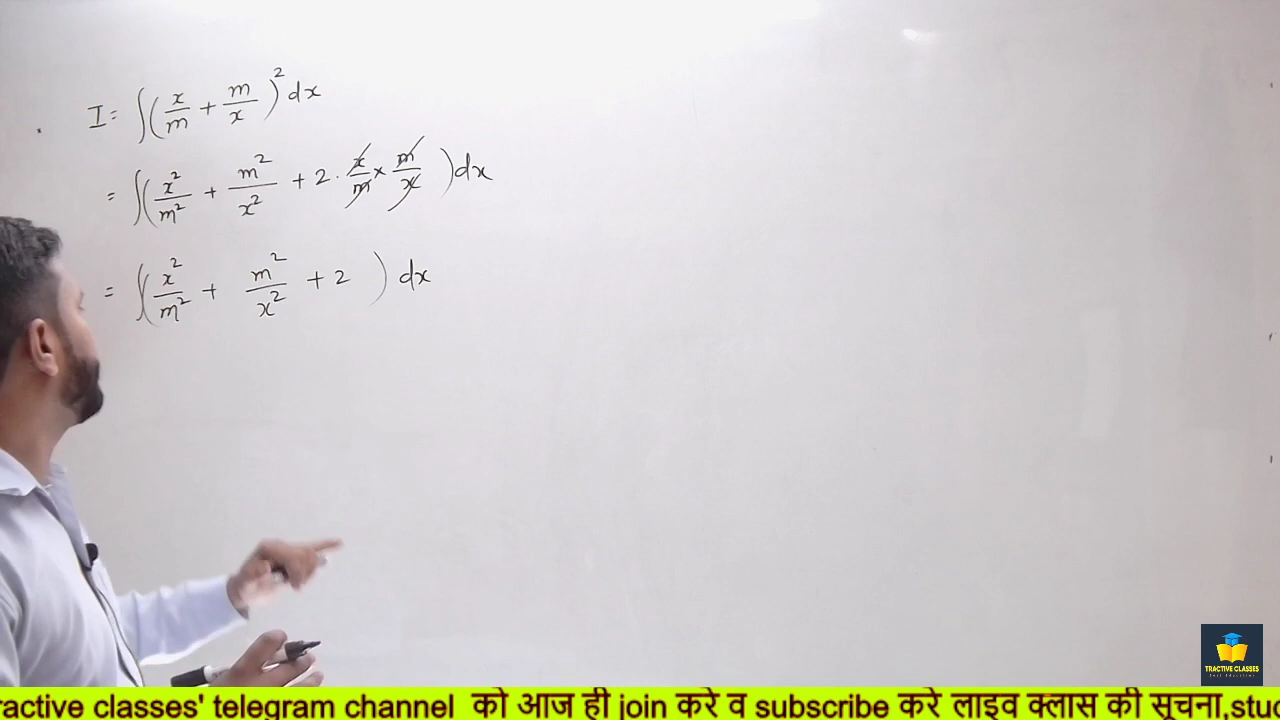 I = ∫(x/m + m/x)² dx
= ∫(x²/m² + m²/x² + 2 · x/m × m/x) dx
= ∫(x²/m² + m²/x² + 2) dx
TRACTIVE CLASSES
ractive classes' telegram channel को आज ही join करे व subscribe करे लाइव क्लास की सूचना,stud